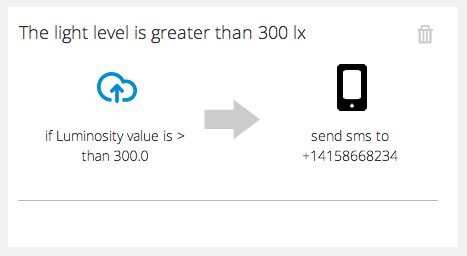 The light level is greater than 300 lx
if Luminosity value is >
than 300.0
send sms to
+14158668234